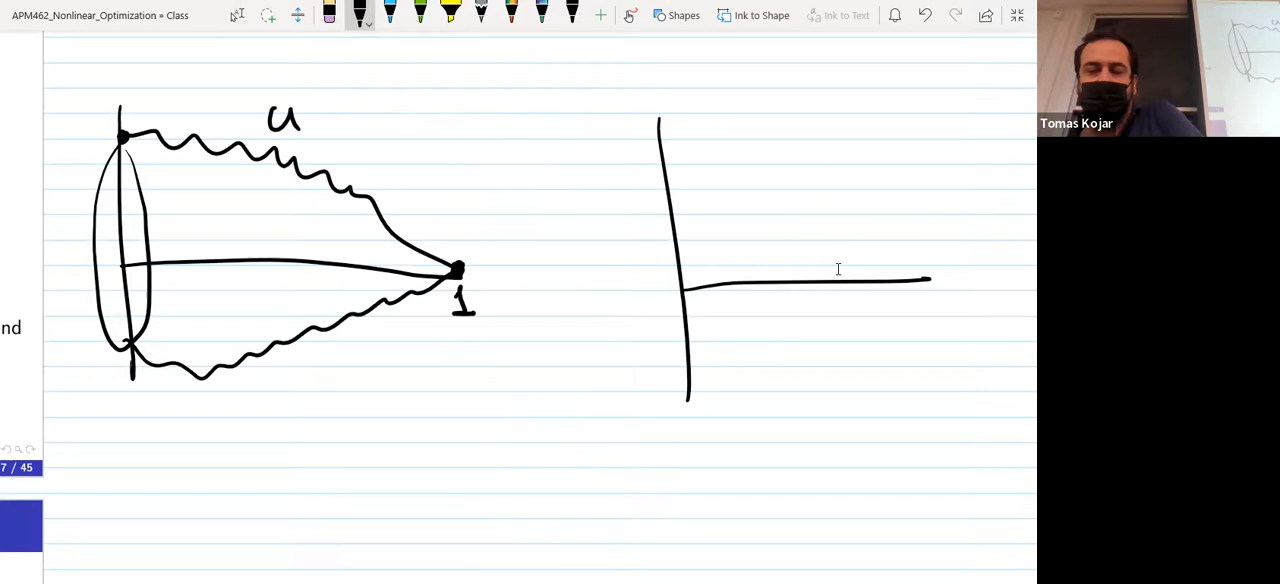 APM462_Nonlinear_Optimization » Class
Shapes
Ink to Shape
Ink to Text
Tomas Kojar
u
1
nd
7 / 45